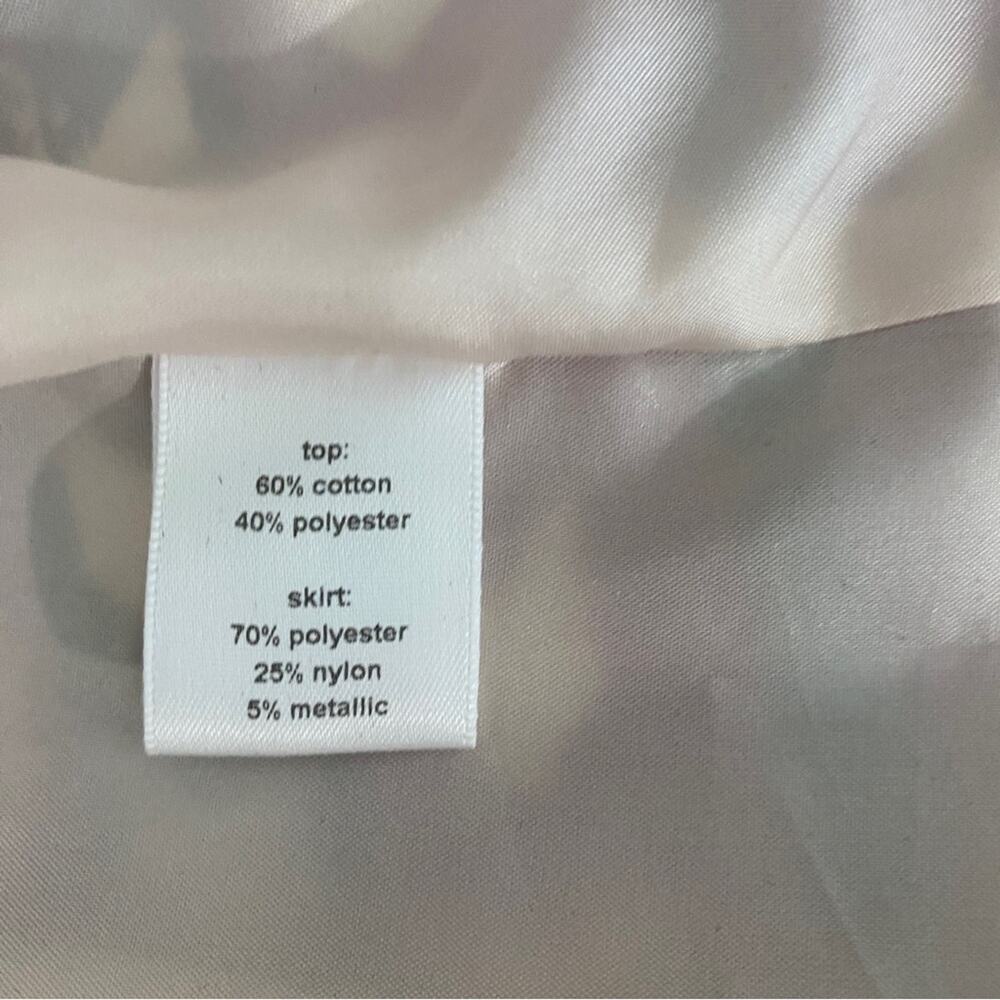 top:
60% cotton
40% polyester
skirt:
70% polyester
25% nylon
5% metallic